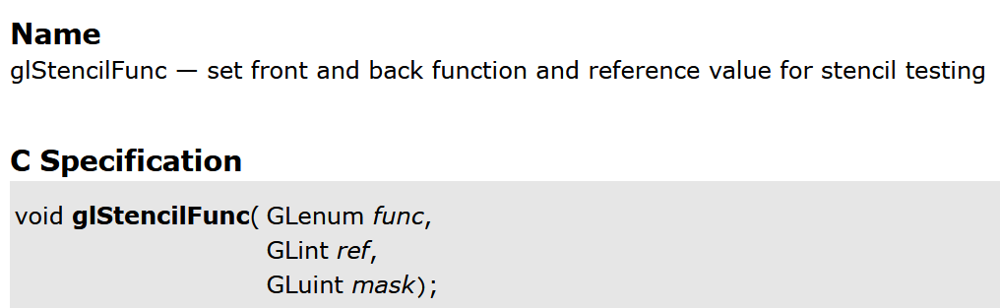 Name
glStencilFunc — set front and back function and reference value for stencil testing
C Specification
void glStencilFunc( GLenum func,
GLint ref,
GLuint mask);